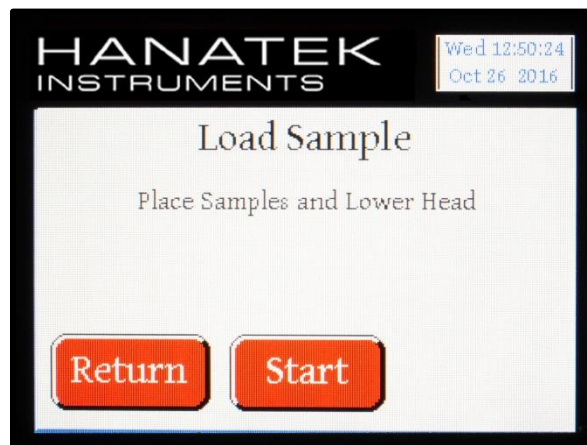 HANATEK
INSTRUMENTS
Wed 12:50:24
Oct 26 2016
Load Sample
Place Samples and Lower Head
Return
Start